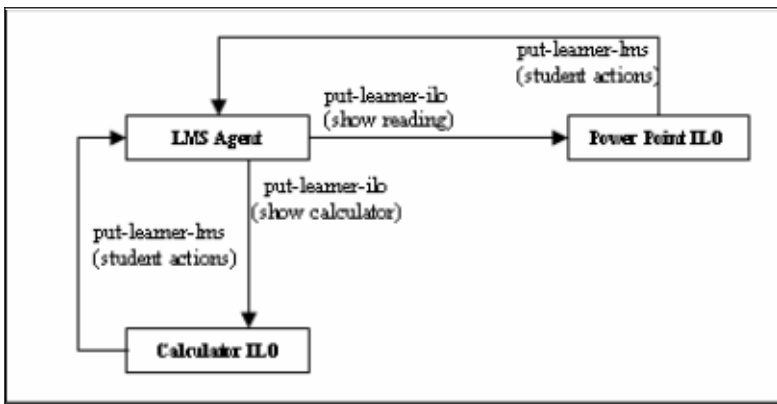 put-learner-lms
(student actions)
put-learner-ilo
(show reading)
LMS Agent
Power Point ILO
put-learner-ilo
(show calculator)
put-learner-lms
(student actions)
Calculator ILO